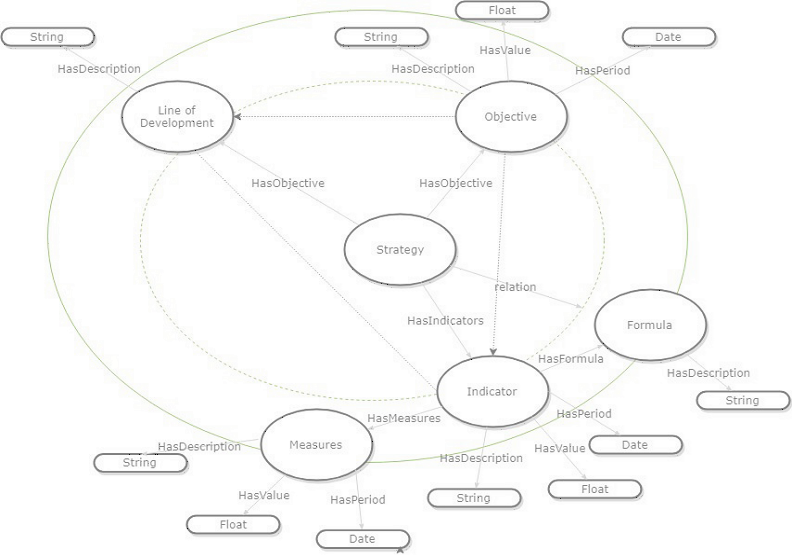 Float
String
String
Date
HasValue
HasDescription
HasDescription
HasPeriod
Line of
Development
Objective
HasObjective
HasObjective
Strategy
relation
HasIndicators
Formula
HasFormula
HasDescription
Indicator
String
HasMeasures
HasPeriod
HasDescription
Measures
Date
HasValue
HasDescription
String
Float
HasValue
HasPeriod
String
Float
Date